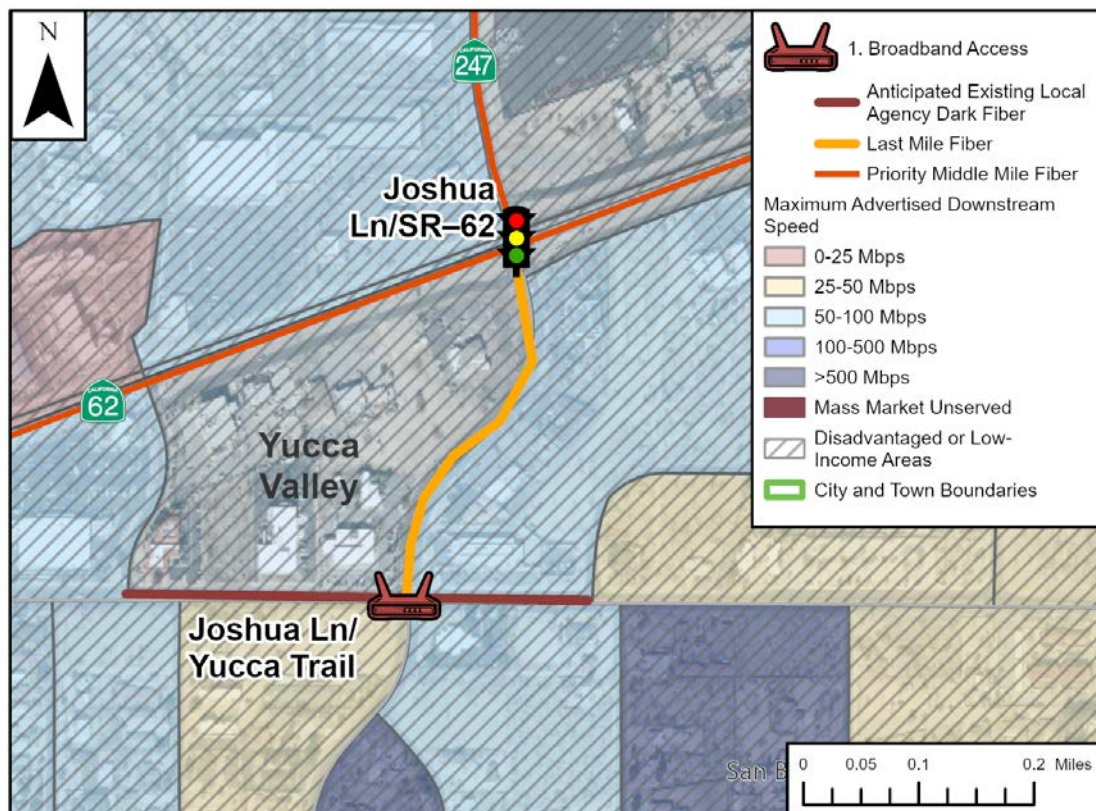 N
CALIFORNIA
247
Joshua
Ln/SR–62
CALIFORNIA
62
Yucca
Valley
Joshua Ln/
Yucca Trail
San B
1. Broadband Access
Anticipated Existing Local
Agency Dark Fiber
Last Mile Fiber
Priority Middle Mile Fiber
Maximum Advertised Downstream
Speed
0-25 Mbps
25-50 Mbps
50-100 Mbps
100-500 Mbps
>500 Mbps
Mass Market Unserved
Disadvantaged or Low-
Income Areas
City and Town Boundaries
0 0.05 0.1 0.2 Miles